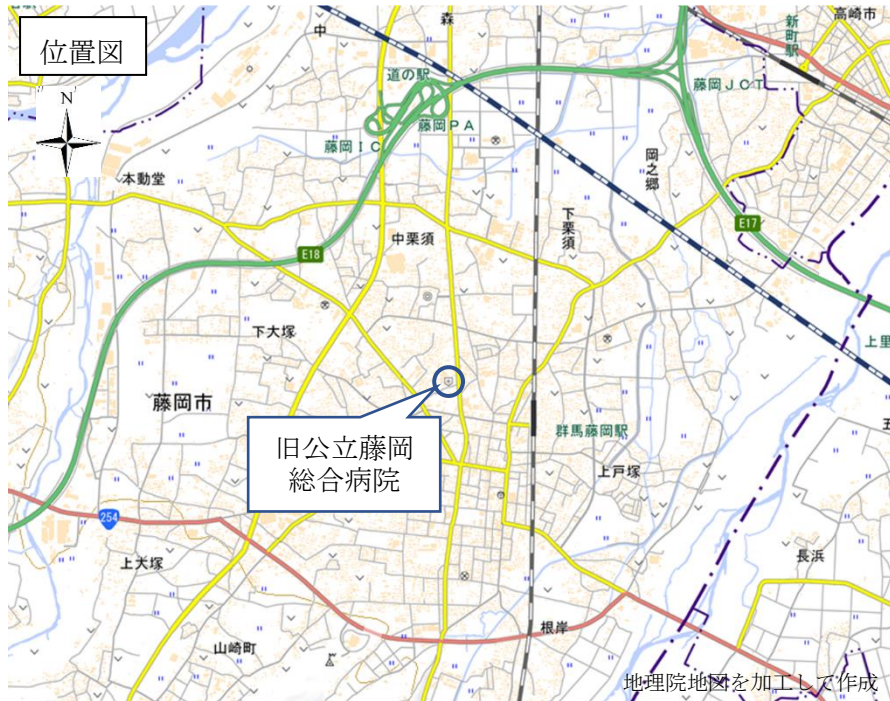 位置図
N
中
森
新町駅
高崎市
道の駅
藤岡PA
藤岡IC
藤岡JCT
岡之郷
本動堂
中栗須
下栗須
E17
E18
上里
下大塚
藤岡市
旧公立藤岡
総合病院
群馬藤岡駅
上戸塚
254
上大塚
長浜
山崎町
根岸
地理院地図を加工して作成